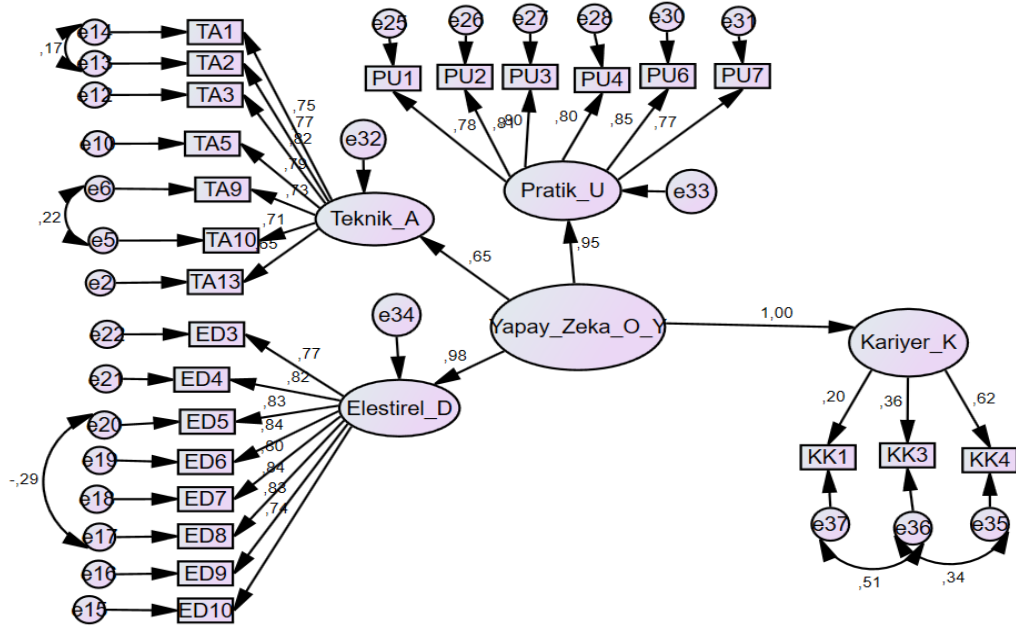 e14 TA1
,17
e13 TA2
e12 TA3
e10 TA5
e6 TA9
,22
e5 TA10
e2 TA13
,75
,77
,82
,79
,73
,71
e32
Teknik_A
e25 e26 e27 e28 e30 e31
PU1 PU2 PU3 PU4 PU6 PU7
,78 ,80 ,85 ,77
Pratik_U
e33
,65
,95
Yapay_Zeka_O_Y
1,00
Kariyer_K
,98
e34
Elestirel_D
e22 ED3
e21 ED4
e20 ED5
e19 ED6
-,29
e18 ED7
e17 ED8
e16 ED9
e15 ED10
,77
,82
,83
,84
,80
,84
,83
,74
,20 ,36 ,62
KK1 KK3 KK4
e37 e36 e35
,51 ,34